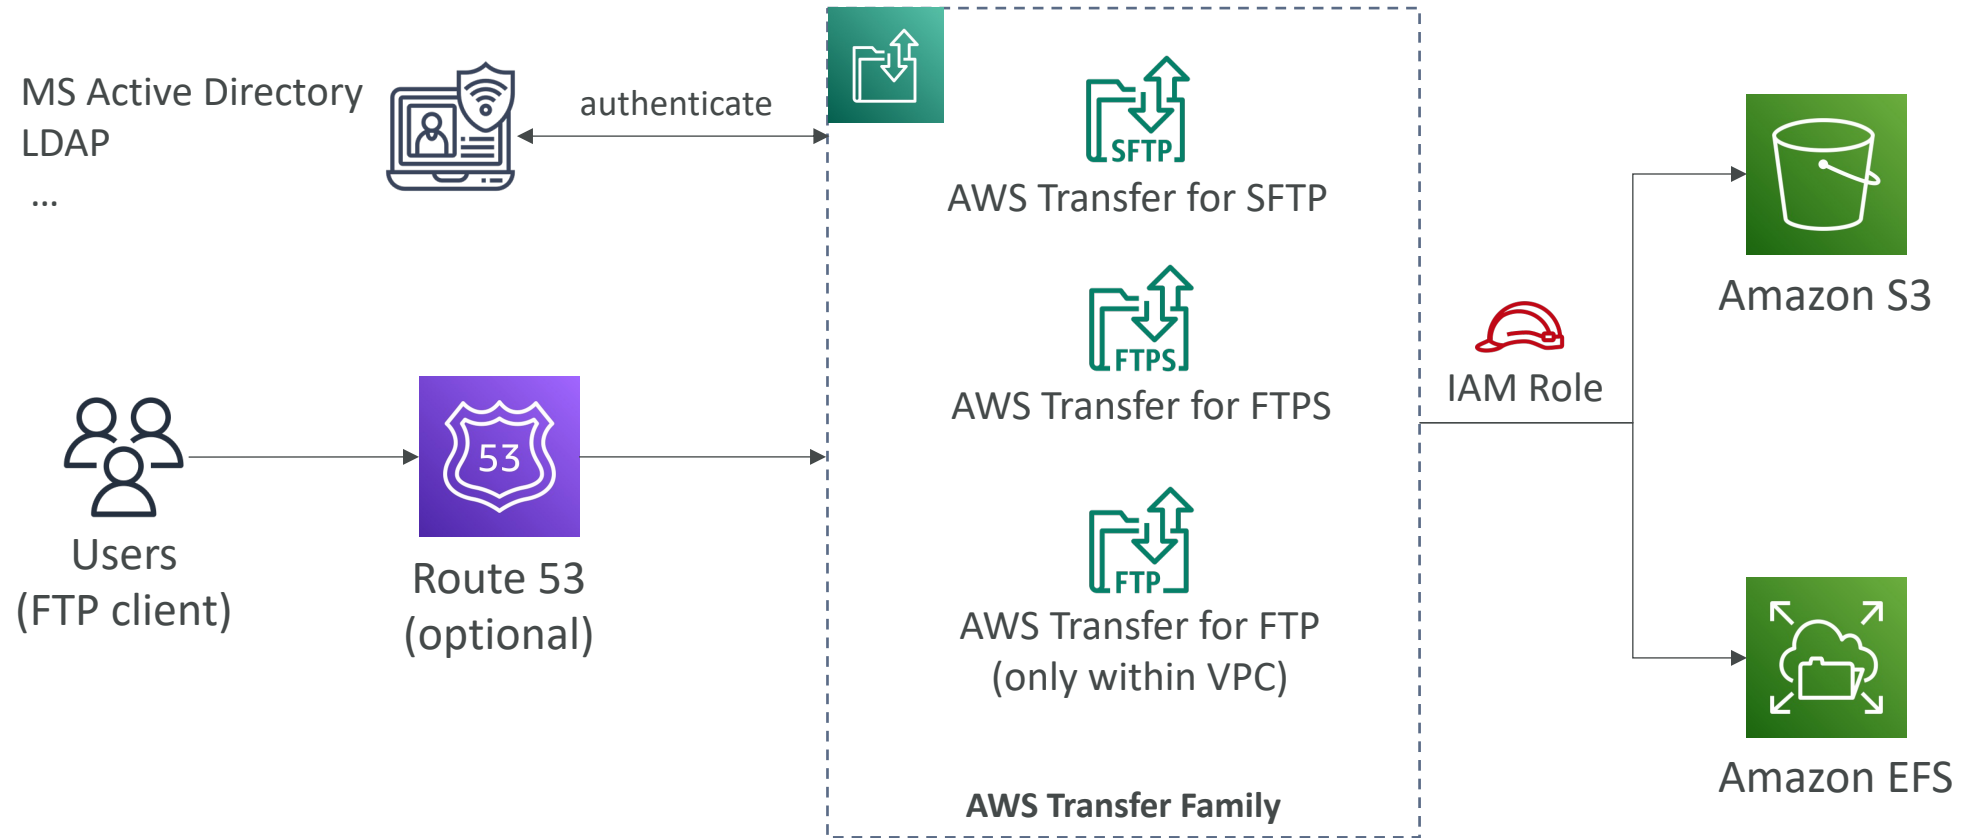 MS Active Directory
LDAP
...
authenticate
Users
(FTP client)
53
Route 53
(optional)
SFTP
AWS Transfer for SFTP
FTPS
AWS Transfer for FTPS
FTP
AWS Transfer for FTP
(only within VPC)
AWS Transfer Family
IAM Role
Amazon S3
Amazon EFS